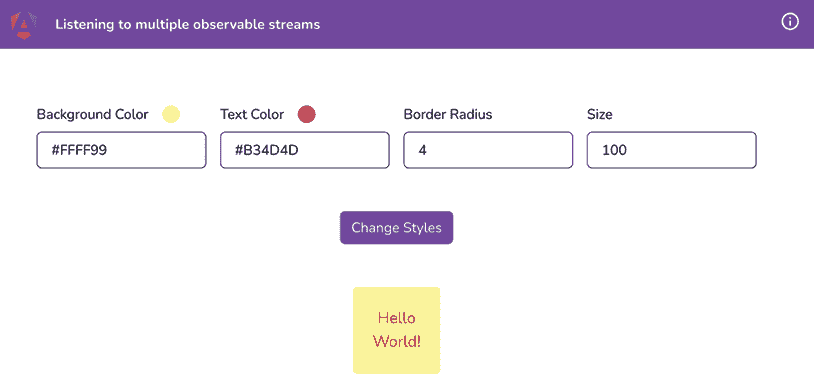 Listening to multiple observable streams
Background Color
Text Color
Border Radius
Size
#FFFF99
#B34D4D
4
100
Change Styles
Hello
World!